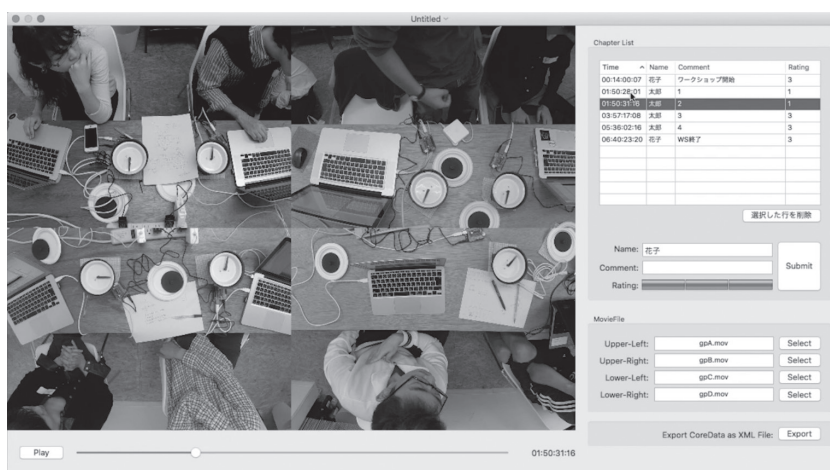 Untitled
Chapter List
Time Name Comment Rating
00:14:00:07 花子 ワークショップ開始 3
01:50:28:01 太郎 1 1
01:50:31:16 太郎 2 1
03:57:17:08 太郎 3 3
05:36:02:16 太郎 4 3
06:40:23:20 花子 WS終了 3
選択した行を削除
Name: 花子
Comment:
Submit
Rating:
MovieFile
Upper-Left: gpA.mov Select
Upper-Right: gpB.mov Select
Lower-Left: gpC.mov Select
Lower-Right: gpD.mov Select
Export CoreData as XML File: Export
Play 01:50:31:16